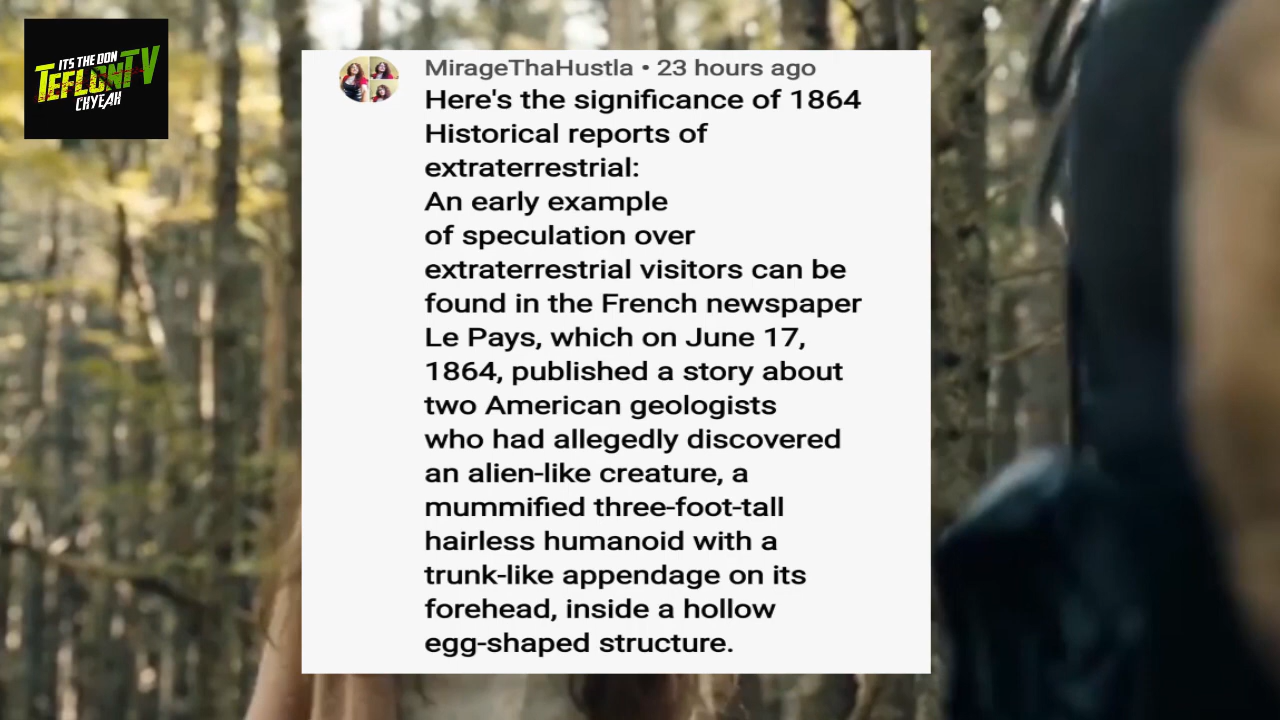 ITS THE DON
TEFLONTV
CHYEAH
MirageThaHustla • 23 hours ago
Here's the significance of 1864
Historical reports of
extraterrestrial:
An early example
of speculation over
extraterrestrial visitors can be
found in the French newspaper
Le Pays, which on June 17,
1864, published a story about
two American geologists
who had allegedly discovered
an alien-like creature, a
mummified three-foot-tall
hairless humanoid with a
trunk-like appendage on its
forehead, inside a hollow
egg-shaped structure.